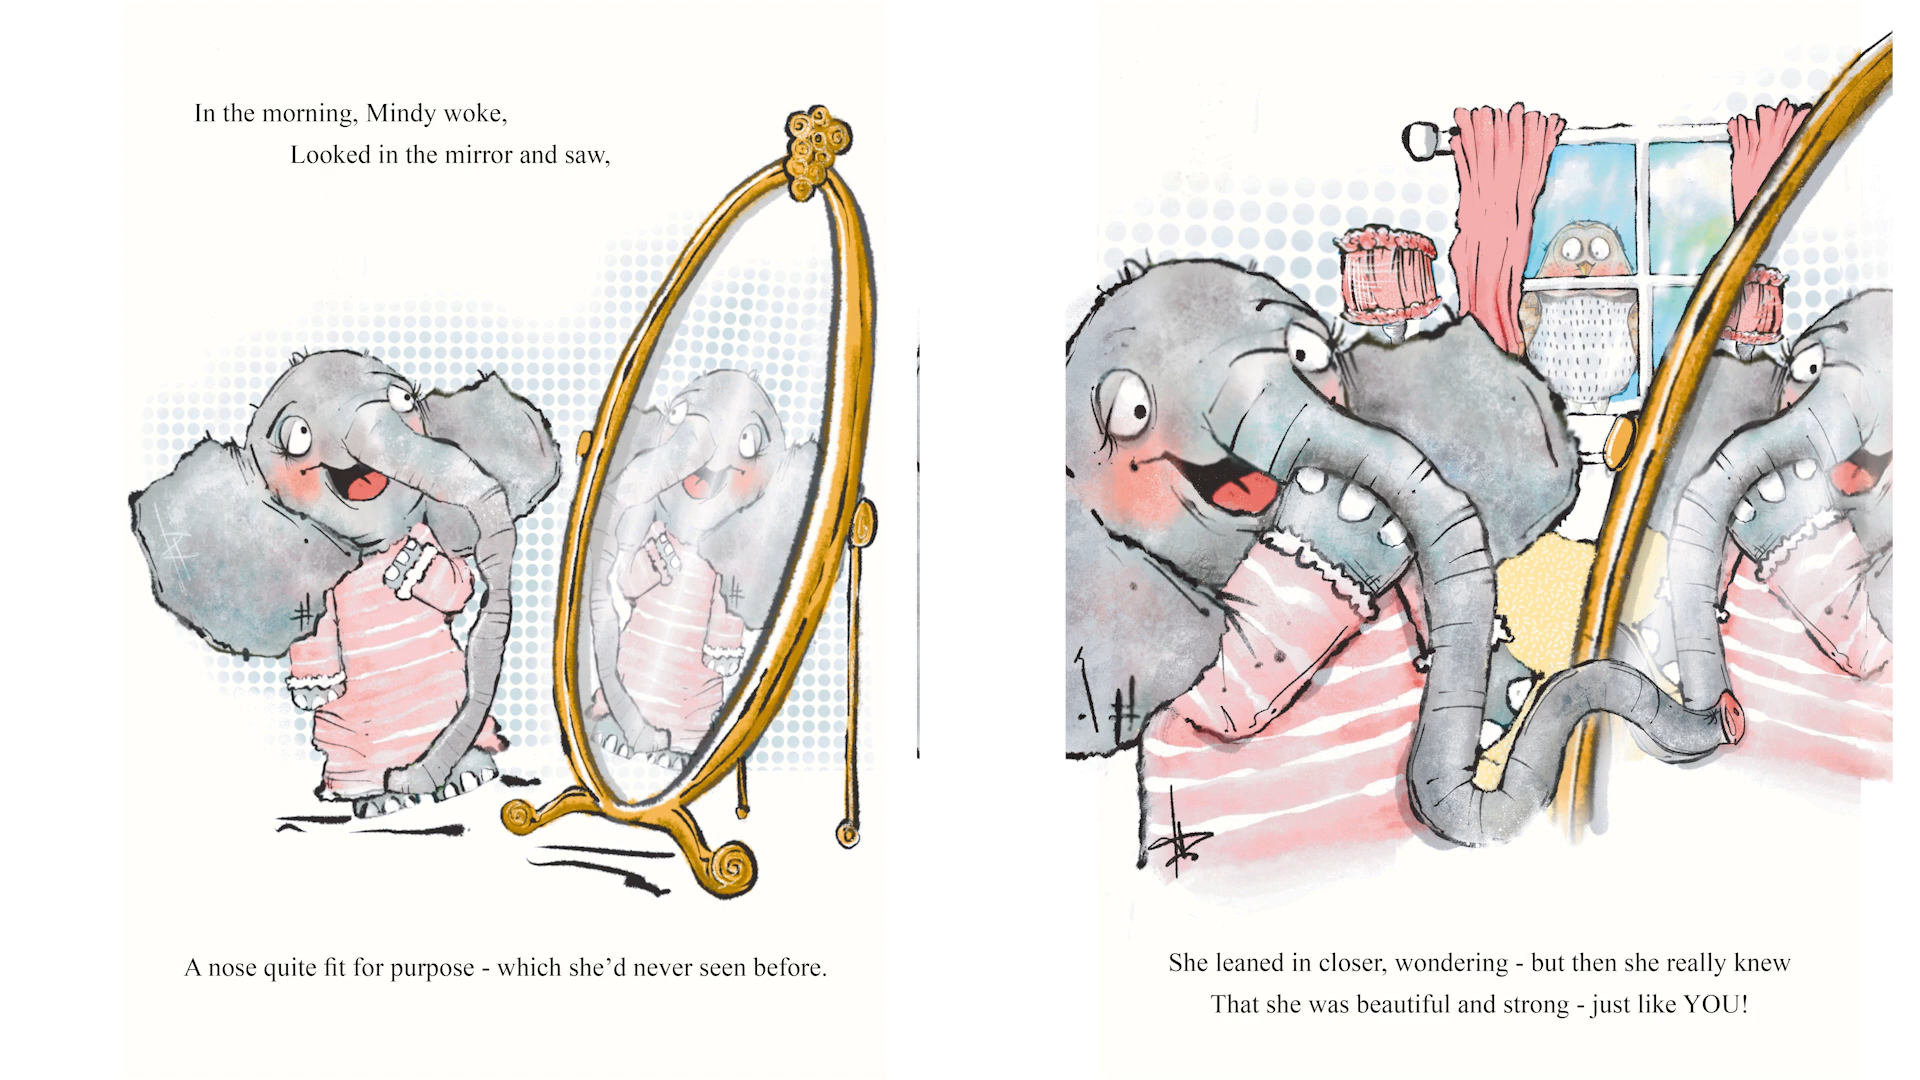 In the morning, Mindy woke,
Looked in the mirror and saw,
A nose quite fit for purpose - which she'd never seen before.
She leaned in closer, wondering - but then she really knew
That she was beautiful and strong - just like YOU!